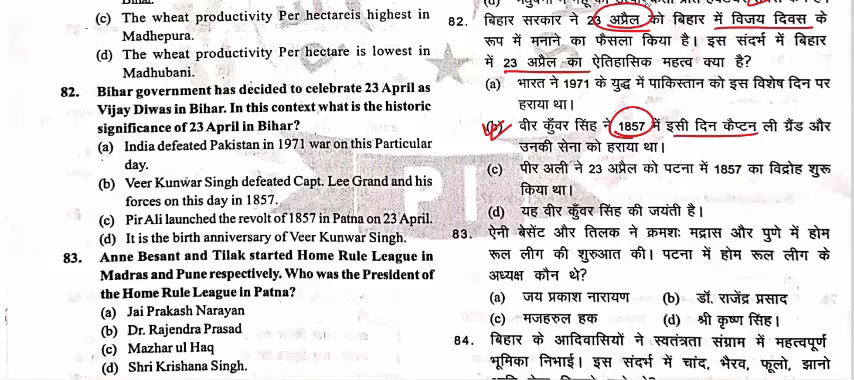 (c) The wheat productivity Per hectareis highest in
Madhepura.
(d) The wheat productivity Per hectare is lowest in
Madhubani.
82. Bihar government has decided to celebrate 23 April as
Vijay Diwas in Bihar. In this context what is the historic
significance of 23 April in Bihar?
(a) India defeated Pakistan in 1971 war on this Particular
day.
(b) Veer Kunwar Singh defeated Capt. Lee Grand and his
forces on this day in 1857.
(c) Pir Ali launched the revolt of 1857 in Patna on 23 April.
(d) It is the birth anniversary of Veer Kunwar Singh.
83. Anne Besant and Tilak started Home Rule League in
Madras and Pune respectively. Who was the President of
the Home Rule League in Patna?
(a) Jai Prakash Narayan
(b) Dr. Rajendra Prasad
(c) Mazhar ul Haq
(d) Shri Krishana Singh.
82. बिहार सरकार ने 23 अप्रैल को बिहार में विजय दिवस के
रूप में मनाने का फैसला किया है। इस संदर्भ में बिहार
में 23 अप्रैल का ऐतिहासिक महत्व क्या है?
(a) भारत ने 1971 के युद्ध में पाकिस्तान को इस विशेष दिन पर
हराया था।
(b) वीर कुँवर सिंह ने 1857 में इसी दिन कैप्टन ली ग्रैंड और
उनकी सेना को हराया था।
(c) पीर अली ने 23 अप्रैल को पटना में 1857 का विद्रोह शुरू
किया था।
(d) यह वीर कुँवर सिंह की जयंती है।
83. ऐनी बेसेंट और तिलक ने क्रमशः मद्रास और पुणे में होम
रूल लीग की शुरुआत की। पटना में होम रूल लीग के
अध्यक्ष कौन थे?
(a) जय प्रकाश नारायण (b) डॉ. राजेंद्र प्रसाद
(c) मजहरुल हक (d) श्री कृष्ण सिंह।
84. बिहार के आदिवासियों ने स्वतंत्रता संग्राम में महत्वपूर्ण
भूमिका निभाई। इस संदर्भ में चांद, भैरव, फूलो, झानो